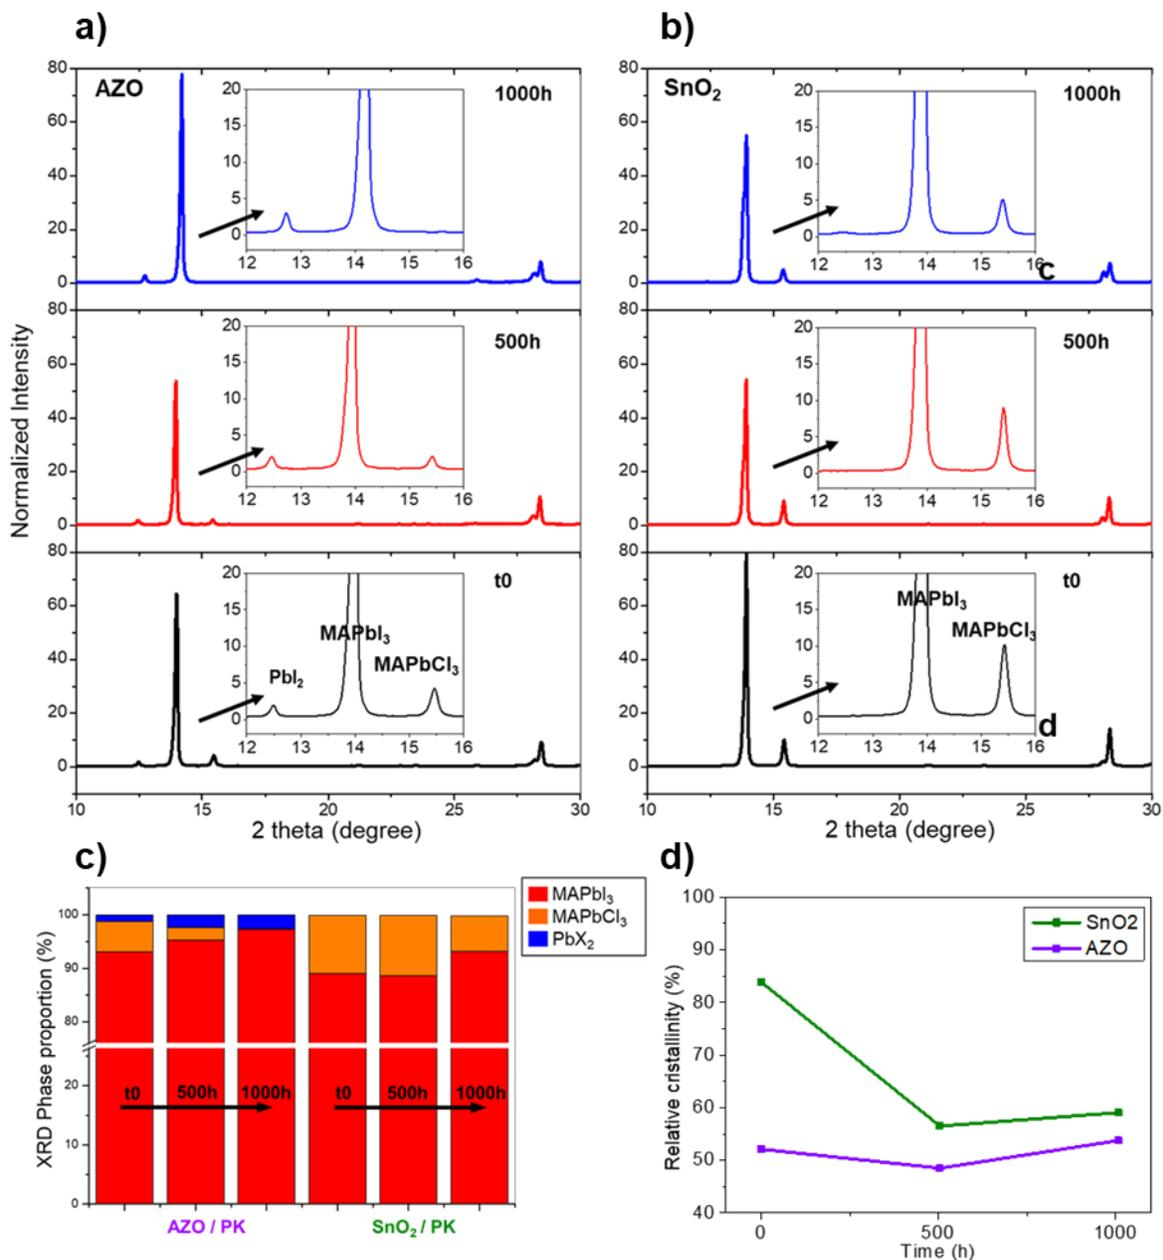 a)
b)
AZO
1000h
SnO2
1000h
80
60
40
20
0
20
15
10
5
0
12 13 14 15 16
80
60
40
20
0
20
15
10
5
0
12 13 14 15 16
c
500h
500h
80
60
40
20
0
20
15
10
5
0
12 13 14 15 16
80
60
40
20
0
20
15
10
5
0
12 13 14 15 16
Normalized Intensity
t0
t0
80
60
40
20
0
20
15
10
5
0
PbI2
MAPbI3
MAPbCl3
12 13 14 15 16
80
60
40
20
0
20
15
10
5
0
MAPbI3
MAPbCl3
12 13 14 15 16
d
10 15 20 25 30
2 theta (degree)
10 15 20 25 30
2 theta (degree)
c)
XRD Phase proportion (%)
100
90
80
20
10
0
MAPbI3
MAPbCl3
PbX2
t0 500h 1000h
t0 500h 1000h
AZO / PK
SnO2 / PK
d)
Relative cristallinity (%)
100
90
80
70
60
50
40
SnO2
AZO
0 500 1000
Time (h)